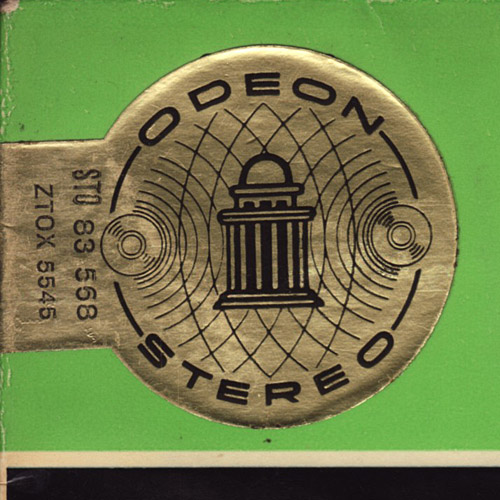 ODEON
STEREO
STO 83 568
ZTOX 5545